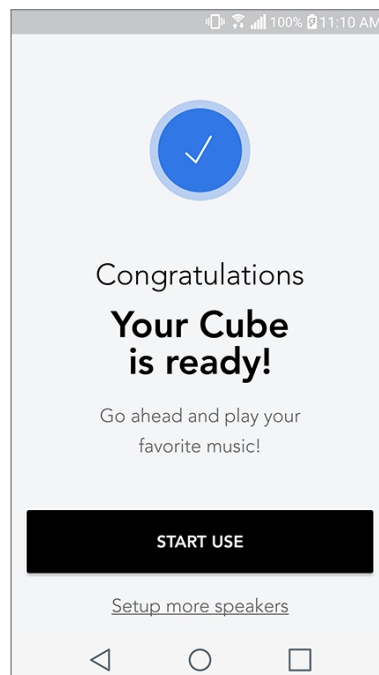 100% 11:10 AM
Congratulations
Your Cube
is ready!
Go ahead and play your
favorite music!
START USE
Setup more speakers